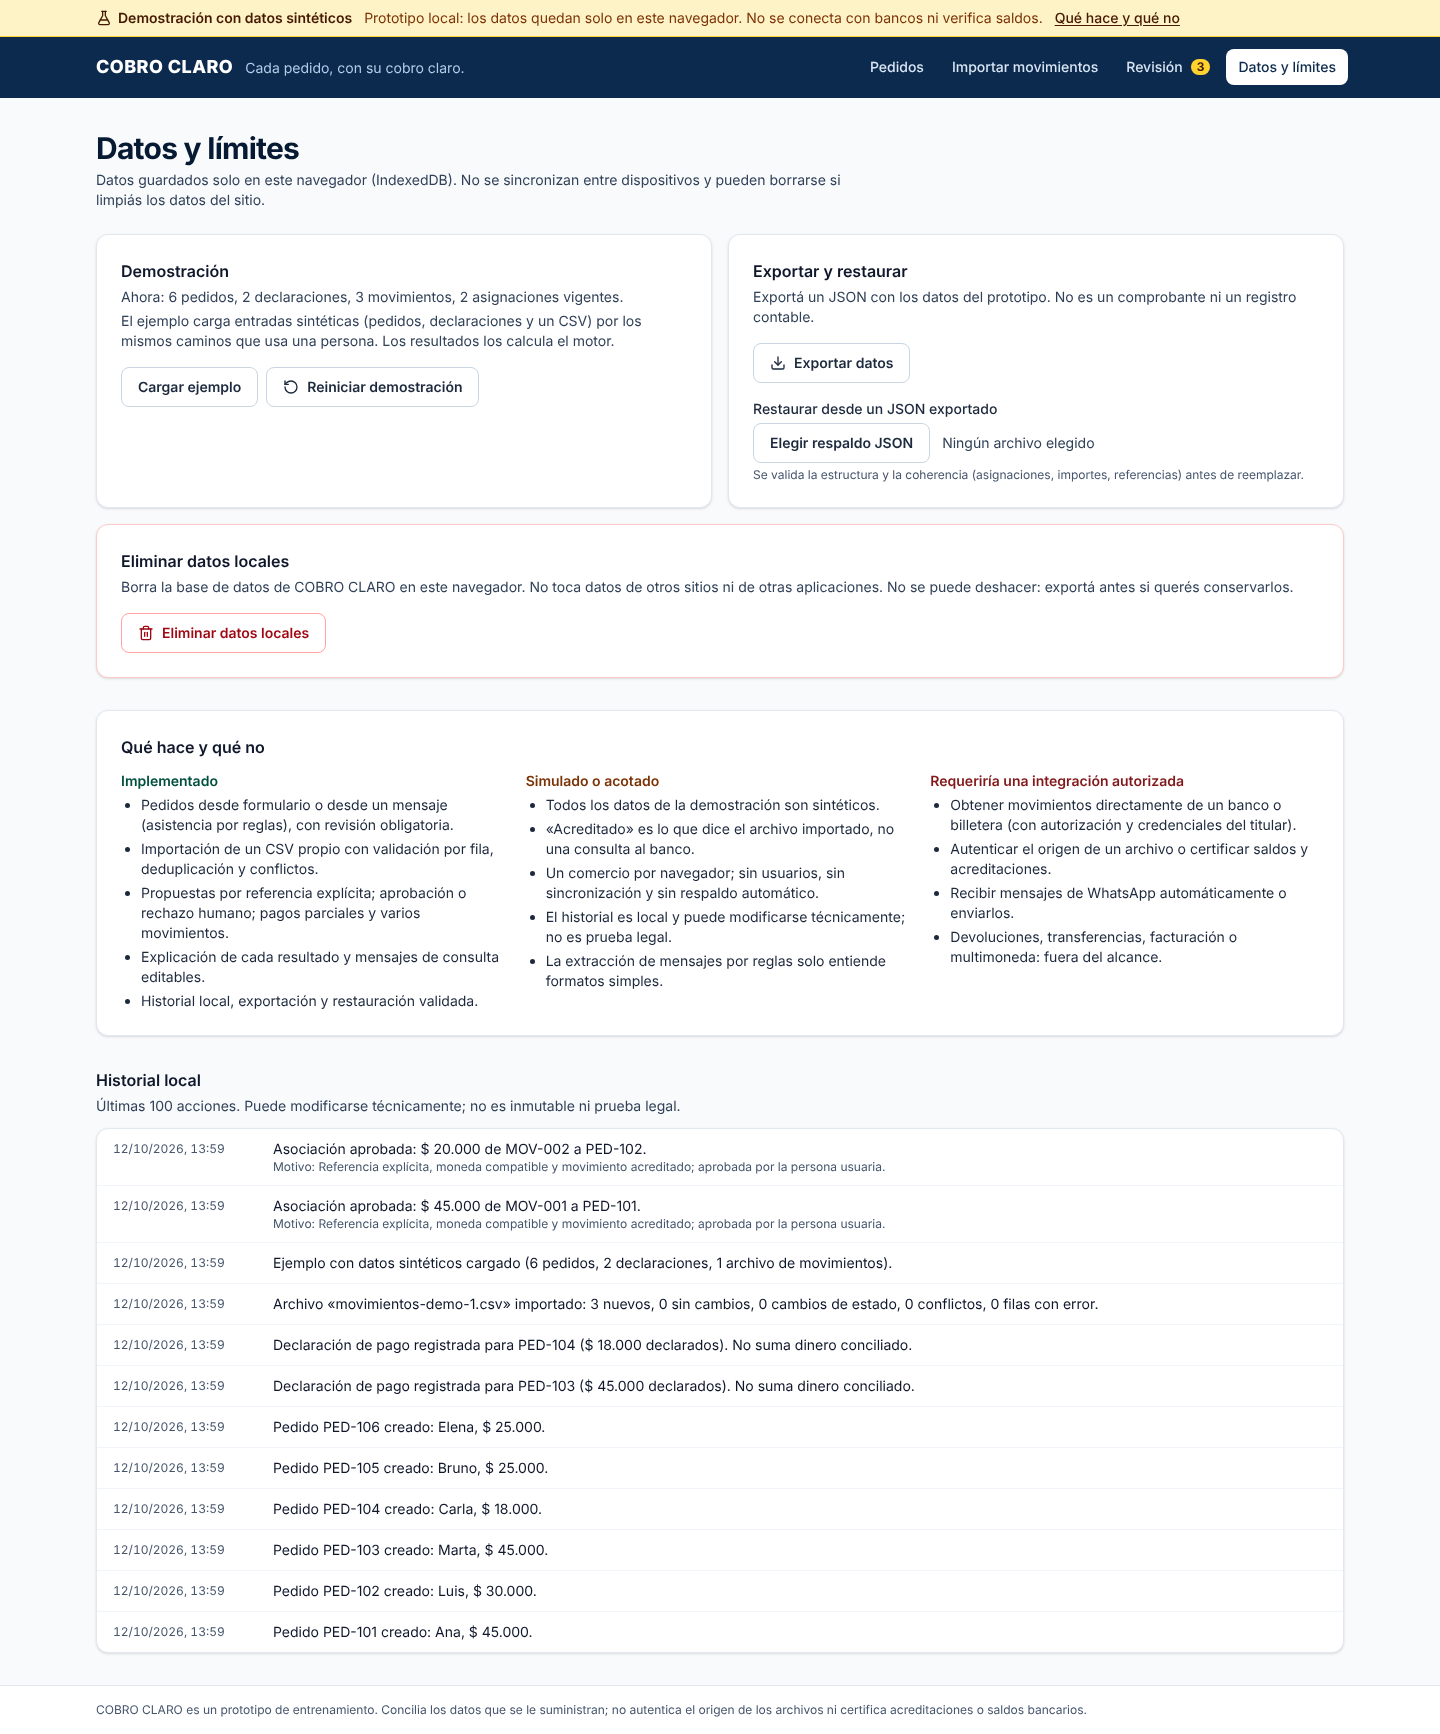 Demostración con datos sintéticos Prototipo local: los datos quedan solo en este navegador. No se conecta con bancos ni verifica saldos. Qué hace y qué no
COBRO CLARO Cada pedido, con su cobro claro. Pedidos Importar movimientos Revisión 3 Datos y límites
Datos y límites
Datos guardados solo en este navegador (IndexedDB). No se sincronizan entre dispositivos y pueden borrarse si
limpiás los datos del sitio.
Demostración
Ahora: 6 pedidos, 2 declaraciones, 3 movimientos, 2 asignaciones vigentes.
El ejemplo carga entradas sintéticas (pedidos, declaraciones y un CSV) por los
mismos caminos que usa una persona. Los resultados los calcula el motor.
Cargar ejemplo Reiniciar demostración
Exportar y restaurar
Exportá un JSON con los datos del prototipo. No es un comprobante ni un registro
contable.
Exportar datos
Restaurar desde un JSON exportado
Elegir respaldo JSON Ningún archivo elegido
Se valida la estructura y la coherencia (asignaciones, importes, referencias) antes de reemplazar.
Eliminar datos locales
Borra la base de datos de COBRO CLARO en este navegador. No toca datos de otros sitios ni de otras aplicaciones. No se puede deshacer: exportá antes si querés conservarlos.
Eliminar datos locales
Qué hace y qué no
Implementado
• Pedidos desde formulario o desde un mensaje
(asistencia por reglas), con revisión obligatoria.
• Importación de un CSV propio con validación por fila,
deduplicación y conflictos.
• Propuestas por referencia explícita; aprobación o
rechazo humano; pagos parciales y varios
movimientos.
• Explicación de cada resultado y mensajes de consulta
editables.
• Historial local, exportación y restauración validada.
Simulado o acotado
• Todos los datos de la demostración son sintéticos.
• «Acreditado» es lo que dice el archivo importado, no
una consulta al banco.
• Un comercio por navegador; sin usuarios, sin
sincronización y sin respaldo automático.
• El historial es local y puede modificarse técnicamente;
no es prueba legal.
• La extracción de mensajes por reglas solo entiende
formatos simples.
Requeriría una integración autorizada
• Obtener movimientos directamente de un banco o
billetera (con autorización y credenciales del titular).
• Autenticar el origen de un archivo o certificar saldos y
acreditaciones.
• Recibir mensajes de WhatsApp automáticamente o
enviarlos.
• Devoluciones, transferencias, facturación o
multimoneda: fuera del alcance.
Historial local
Últimas 100 acciones. Puede modificarse técnicamente; no es inmutable ni prueba legal.
12/10/2026, 13:59 Asociación aprobada: $ 20.000 de MOV-002 a PED-102.
Motivo: Referencia explícita, moneda compatible y movimiento acreditado; aprobada por la persona usuaria.
12/10/2026, 13:59 Asociación aprobada: $ 45.000 de MOV-001 a PED-101.
Motivo: Referencia explícita, moneda compatible y movimiento acreditado; aprobada por la persona usuaria.
12/10/2026, 13:59 Ejemplo con datos sintéticos cargado (6 pedidos, 2 declaraciones, 1 archivo de movimientos).
12/10/2026, 13:59 Archivo «movimientos-demo-1.csv» importado: 3 nuevos, 0 sin cambios, 0 cambios de estado, 0 conflictos, 0 filas con error.
12/10/2026, 13:59 Declaración de pago registrada para PED-104 ($ 18.000 declarados). No suma dinero conciliado.
12/10/2026, 13:59 Declaración de pago registrada para PED-103 ($ 45.000 declarados). No suma dinero conciliado.
12/10/2026, 13:59 Pedido PED-106 creado: Elena, $ 25.000.
12/10/2026, 13:59 Pedido PED-105 creado: Bruno, $ 25.000.
12/10/2026, 13:59 Pedido PED-104 creado: Carla, $ 18.000.
12/10/2026, 13:59 Pedido PED-103 creado: Marta, $ 45.000.
12/10/2026, 13:59 Pedido PED-102 creado: Luis, $ 30.000.
12/10/2026, 13:59 Pedido PED-101 creado: Ana, $ 45.000.
COBRO CLARO es un prototipo de entrenamiento. Concilia los datos que se le suministran; no autentica el origen de los archivos ni certifica acreditaciones o saldos bancarios.